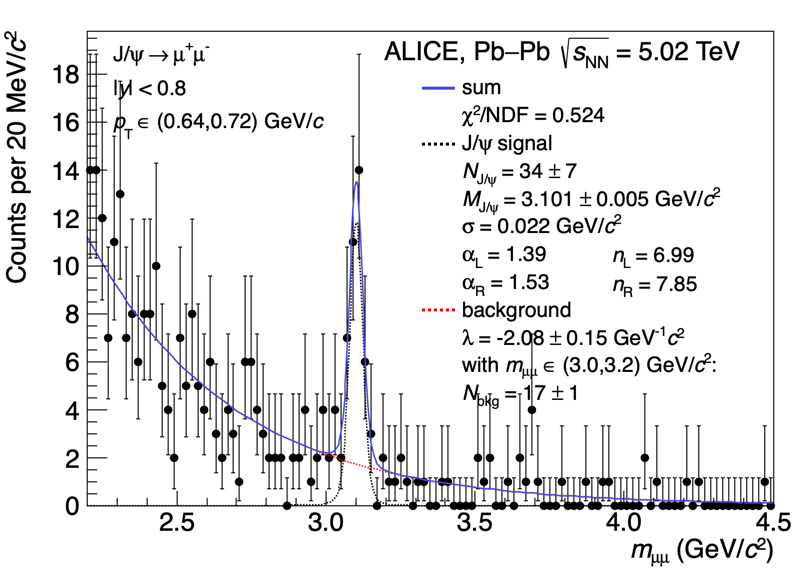 Counts per 20 MeV/c²
18
16
14
12
10
8
6
4
2
0
J/ψ → μ⁺μ⁻
|y| < 0.8
p_T ∈ (0.64,0.72) GeV/c
ALICE, Pb–Pb √s_NN = 5.02 TeV
sum
χ²/NDF = 0.524
J/ψ signal
N_J/ψ = 34 ± 7
M_J/ψ = 3.101 ± 0.005 GeV/c²
σ = 0.022 GeV/c²
α_L = 1.39 n_L = 6.99
α_R = 1.53 n_R = 7.85
background
λ = -2.08 ± 0.15 GeV⁻¹c²
with m_μμ ∈ (3.0,3.2) GeV/c²:
N_bkg = 17 ± 1
2.5 3.0 3.5 4.0 4.5
m_μμ (GeV/c²)